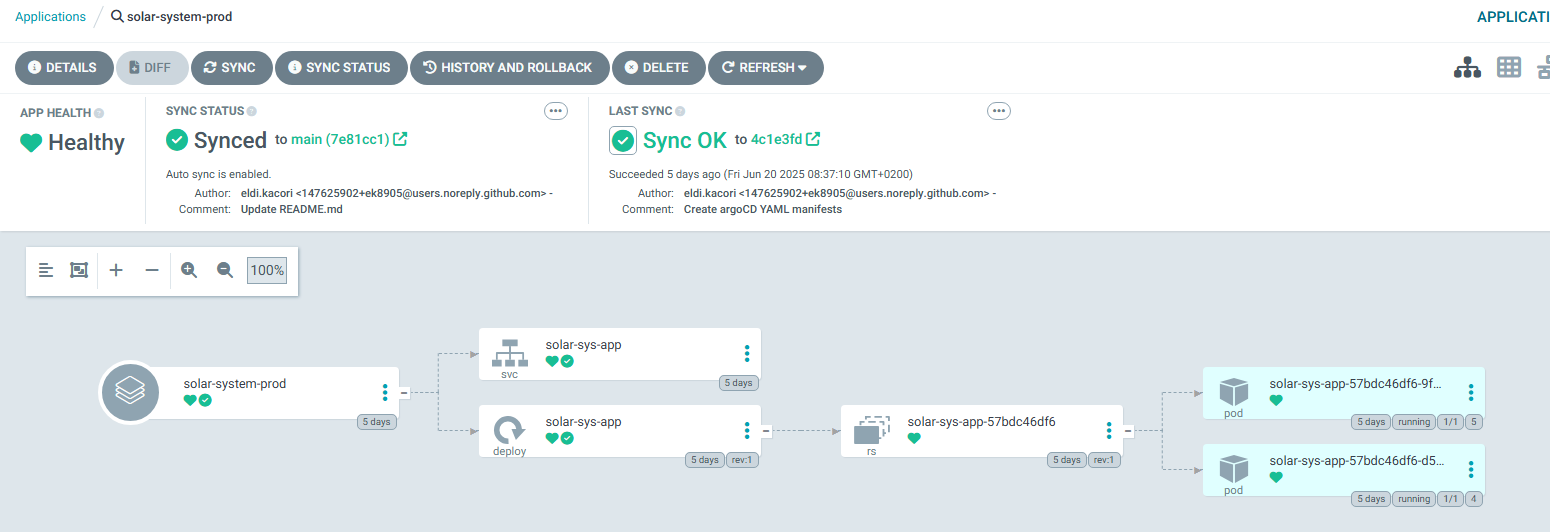 Applications / solar-system-prod
APPLICATI
DETAILS DIFF SYNC SYNC STATUS HISTORY AND ROLLBACK DELETE REFRESH
APP HEALTH
Healthy
SYNC STATUS
Synced to main (7e81cc1)
Auto sync is enabled.
Author: eldi.kacori <147625902+ek8905@users.noreply.github.com> -
Comment: Update README.md
LAST SYNC
Sync OK to 4c1e3fd
Succeeded 5 days ago (Fri Jun 20 2025 08:37:10 GMT+0200)
Author: eldi.kacori <147625902+ek8905@users.noreply.github.com> -
Comment: Create argoCD YAML manifests
100%
solar-system-prod
5 days
solar-sys-app
svc
5 days
solar-sys-app
deploy
5 days rev:1
solar-sys-app-57bdc46df6
rs
5 days rev:1
solar-sys-app-57bdc46df6-9f...
pod
5 days running 1/1 5
solar-sys-app-57bdc46df6-d5...
pod
5 days running 1/1 4